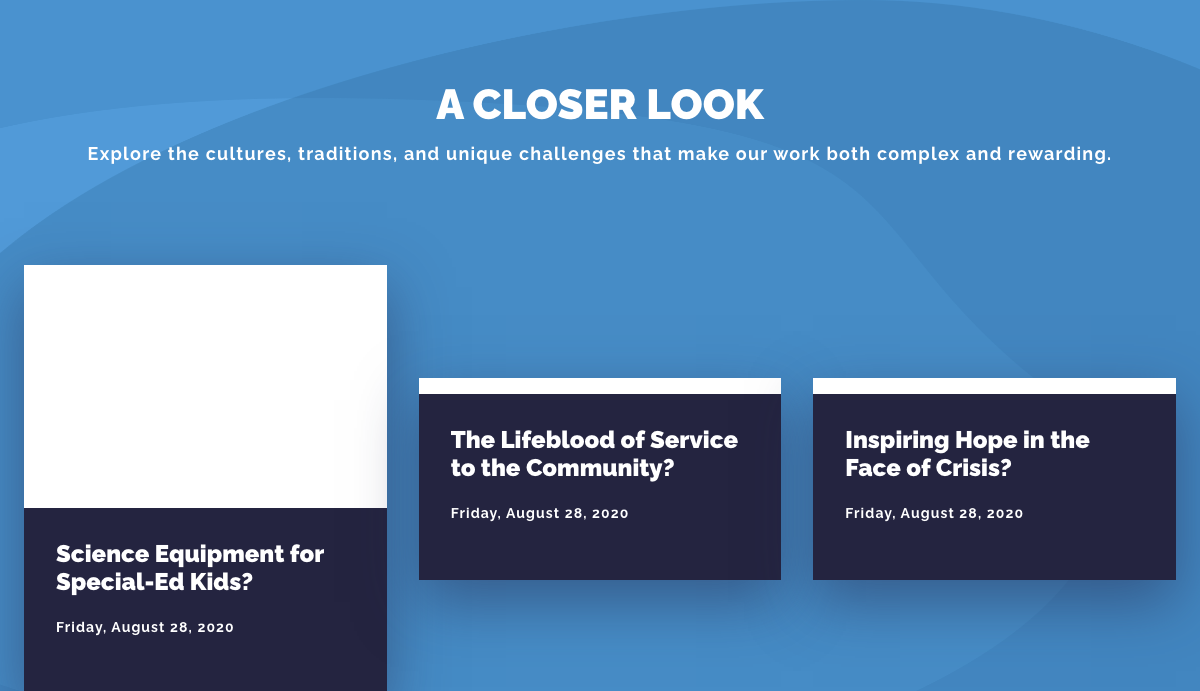 A CLOSER LOOK
Explore the cultures, traditions, and unique challenges that make our work both complex and rewarding.
Science Equipment for
Special-Ed Kids?
Friday, August 28, 2020
The Lifeblood of Service
to the Community?
Friday, August 28, 2020
Inspiring Hope in the
Face of Crisis?
Friday, August 28, 2020